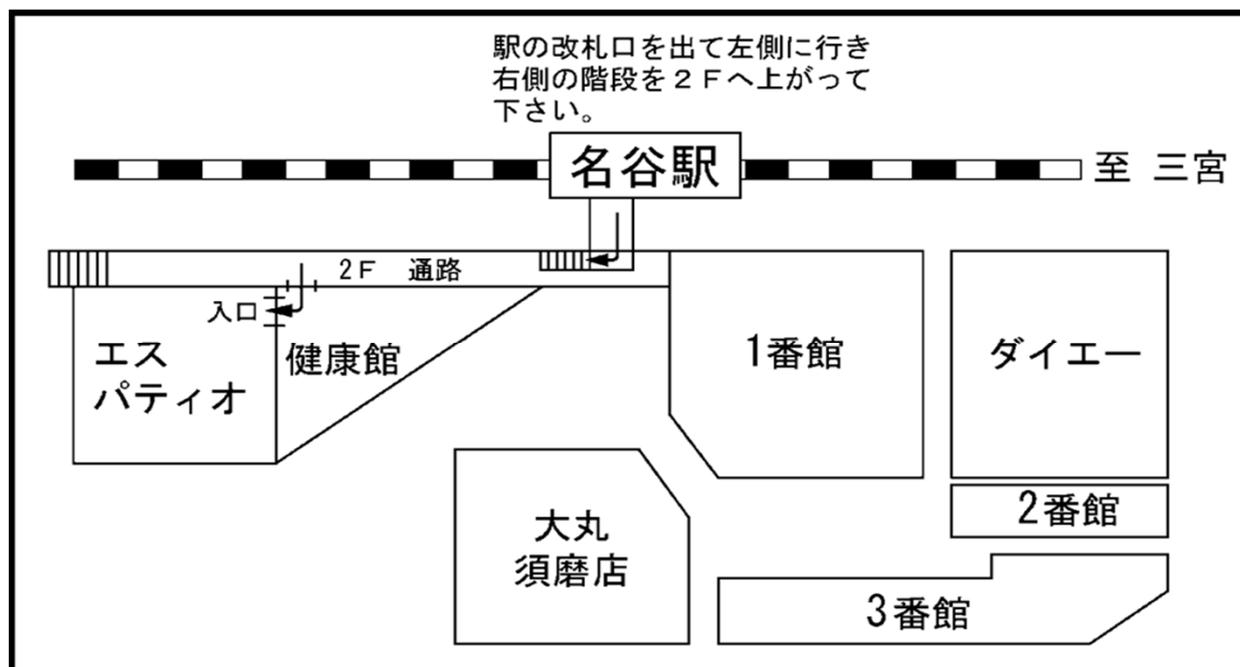 駅の改札口を出て左側に行き
右側の階段を２Ｆへ上がって
下さい。
名谷駅
至 三宮
２Ｆ 通路
入口
エス
パティオ
健康館
1番館
ダイエー
2番館
大丸
須磨店
3番館